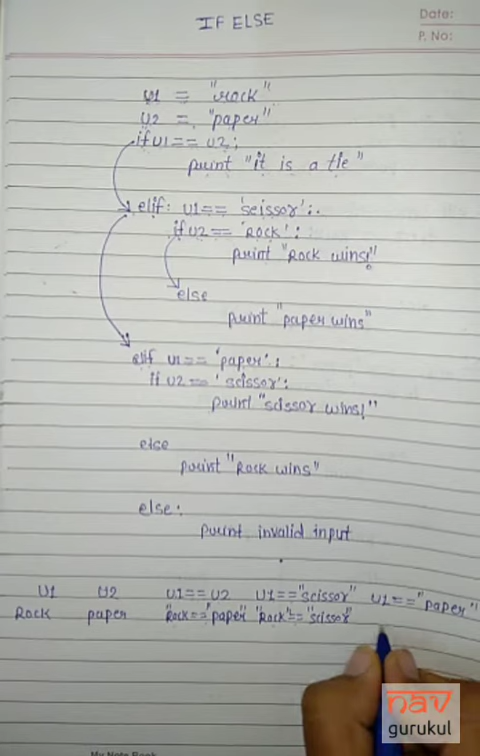 IF ELSE
Date:
P. No:
U1 = "rock"
U2 = "paper"
if U1 == U2:
print "it is a tie"
elif: U1 == 'scissor':
if U2 == 'Rock':
print "Rock wins!"
else
print "paper wins"
elif U1 == 'paper':
if U2 == 'scissor':
print "scissor wins!"
else
print "Rock wins"
else:
print invalid input
U1 U2 U1 == U2 U1 == "scissor" U1 == "paper"
Rock paper "Rock == "paper" "Rock" == "scissor"
nav
gurukul
My Note Book